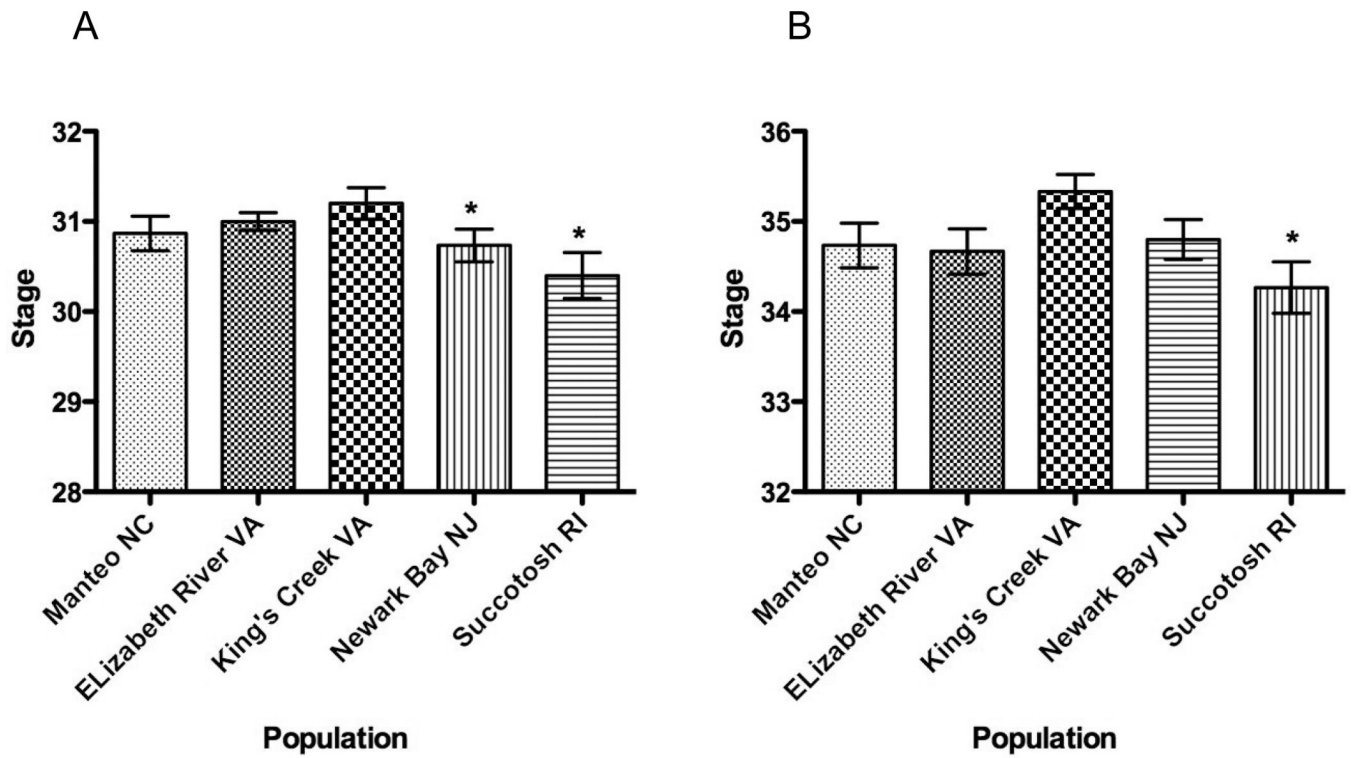 A
32
31
30
29
28
Stage
*
*
Manteo NC
ELizabeth River VA
King's Creek VA
Newark Bay NJ
Succotosh RI
Population
B
36
35
34
33
32
Stage
*
Manteo NC
ELizabeth River VA
King's Creek VA
Newark Bay NJ
Succotosh RI
Population